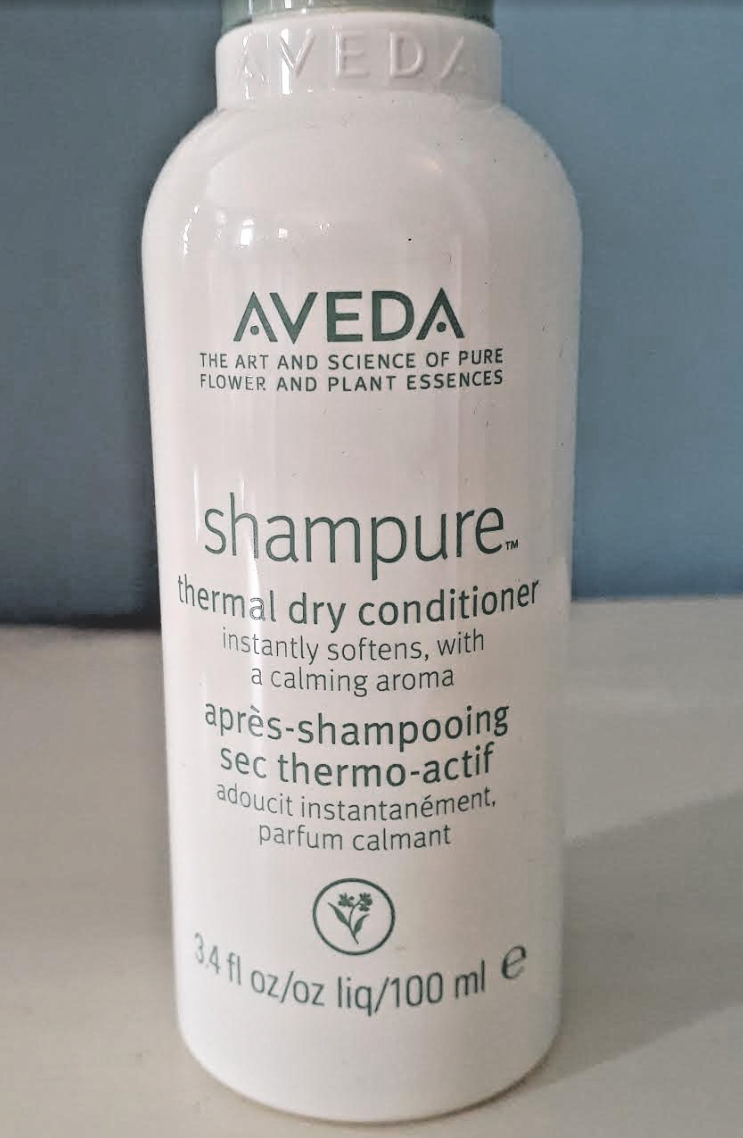 AVEDA
AVEDA
THE ART AND SCIENCE OF PURE
FLOWER AND PLANT ESSENCES
shampure™
thermal dry conditioner
instantly softens, with
a calming aroma
après-shampooing
sec thermo-actif
adoucit instantanément,
parfum calmant
3.4 fl oz/oz liq/100 ml ℮